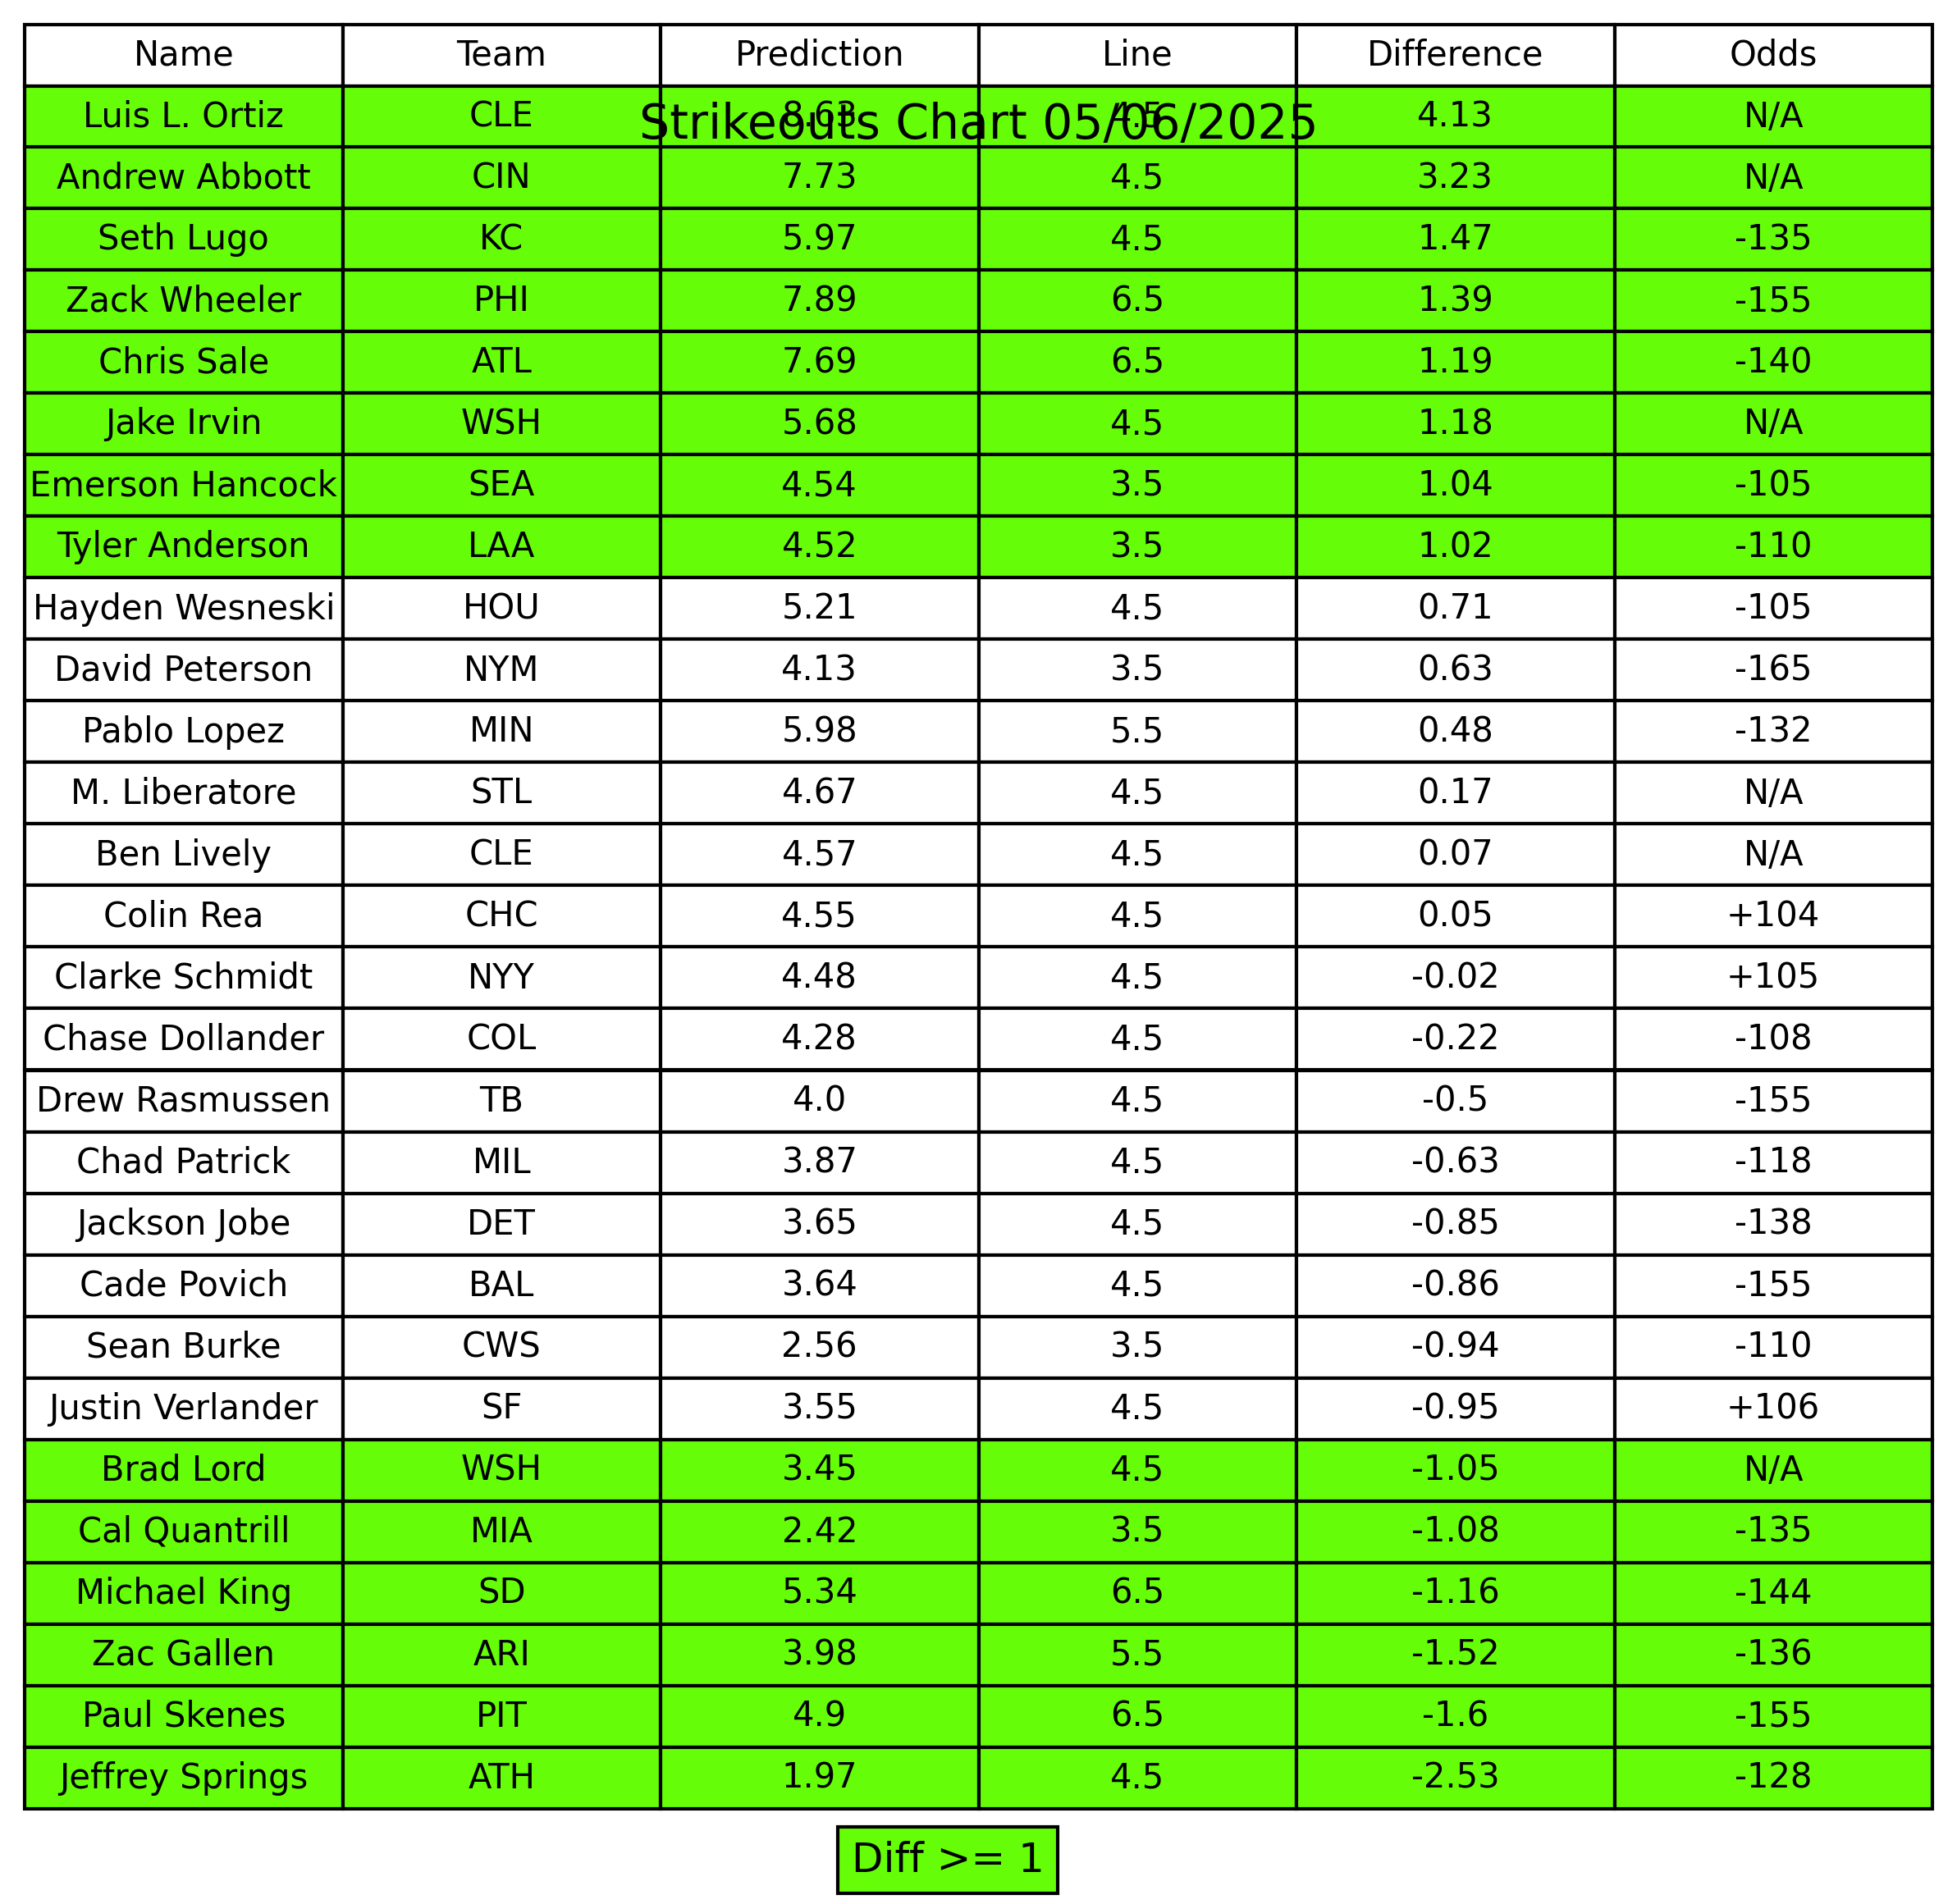 Name Team Prediction Line Difference Odds
Strikeouts Chart 05/06/2025
Luis L. Ortiz CLE 8.63 4.5 4.13 N/A
Andrew Abbott CIN 7.73 4.5 3.23 N/A
Seth Lugo KC 5.97 4.5 1.47 -135
Zack Wheeler PHI 7.89 6.5 1.39 -155
Chris Sale ATL 7.69 6.5 1.19 -140
Jake Irvin WSH 5.68 4.5 1.18 N/A
Emerson Hancock SEA 4.54 3.5 1.04 -105
Tyler Anderson LAA 4.52 3.5 1.02 -110
Hayden Wesneski HOU 5.21 4.5 0.71 -105
David Peterson NYM 4.13 3.5 0.63 -165
Pablo Lopez MIN 5.98 5.5 0.48 -132
M. Liberatore STL 4.67 4.5 0.17 N/A
Ben Lively CLE 4.57 4.5 0.07 N/A
Colin Rea CHC 4.55 4.5 0.05 +104
Clarke Schmidt NYY 4.48 4.5 -0.02 +105
Chase Dollander COL 4.28 4.5 -0.22 -108
Drew Rasmussen TB 4.0 4.5 -0.5 -155
Chad Patrick MIL 3.87 4.5 -0.63 -118
Jackson Jobe DET 3.65 4.5 -0.85 -138
Cade Povich BAL 3.64 4.5 -0.86 -155
Sean Burke CWS 2.56 3.5 -0.94 -110
Justin Verlander SF 3.55 4.5 -0.95 +106
Brad Lord WSH 3.45 4.5 -1.05 N/A
Cal Quantrill MIA 2.42 3.5 -1.08 -135
Michael King SD 5.34 6.5 -1.16 -144
Zac Gallen ARI 3.98 5.5 -1.52 -136
Paul Skenes PIT 4.9 6.5 -1.6 -155
Jeffrey Springs ATH 1.97 4.5 -2.53 -128
Diff >= 1